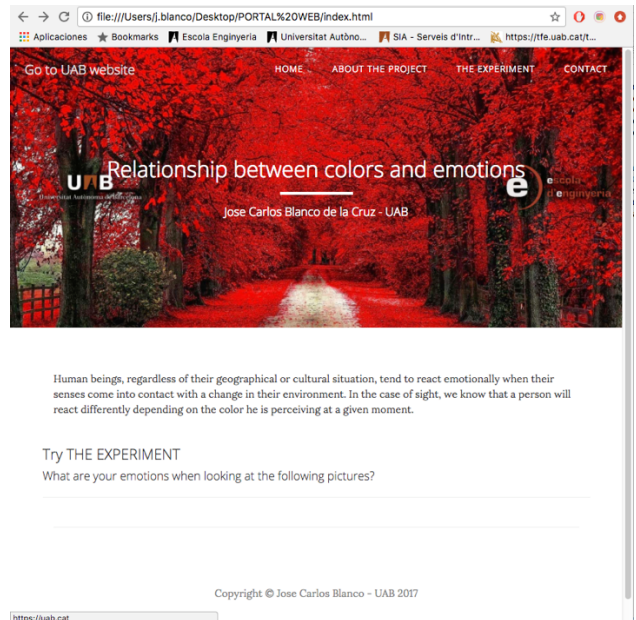 file:///Users/j.blanco/Desktop/PORTAL%20WEB/index.html
Aplicaciones Bookmarks Escola Enginyeria Universitat Autòno... SIA - Serveis d'Intr... https://tfe.uab.cat/t...
Go to UAB website HOME ABOUT THE PROJECT THE EXPERIMENT CONTACT
Relationship between colors and emotions
UAB
Universitat Autònoma de Barcelona
e escola
d'enginyeria
Jose Carlos Blanco de la Cruz - UAB
Human beings, regardless of their geographical or cultural situation, tend to react emotionally when their
senses come into contact with a change in their environment. In the case of sight, we know that a person will
react differently depending on the color he is perceiving at a given moment.
Try THE EXPERIMENT
What are your emotions when looking at the following pictures?
Copyright © Jose Carlos Blanco - UAB 2017
https://uab.cat